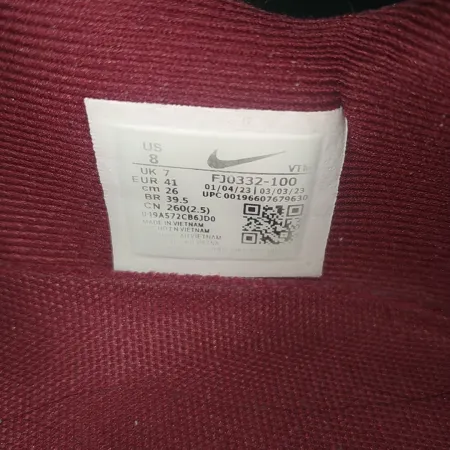 US
8
UK 7
EUR 41
cm 26
BR 39.5
CN 260(2.5)
FJ0332-100
01/04/23 | 03/03/23
UPC 00196607679630
MADE IN VIETNAM
VIETNAM